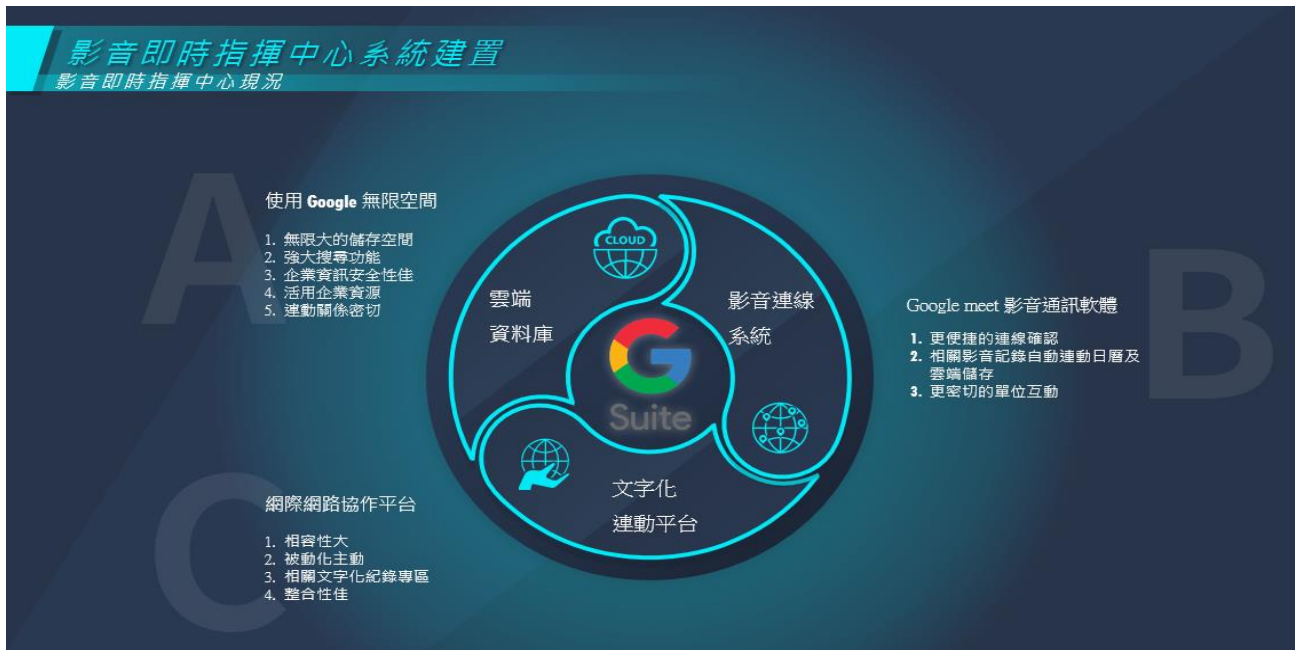 影音即時指揮中心系統建置
影音即時指揮中心現況
A
使用 Google 無限空間
1. 無限大的儲存空間
2. 強大搜尋功能
3. 企業資訊安全性佳
4. 活用企業資源
5. 連動關係密切
CLOUD
雲端
資料庫
影音連線
系統
G
Suite
文字化
連動平台
B
Google meet 影音通訊軟體
1. 更便捷的連線確認
2. 相關影音記錄自動連動日曆及
雲端儲存
3. 更密切的單位互動
C
網際網路協作平台
1. 相容性大
2. 被動化主動
3. 相關文字化紀錄專區
4. 整合性佳